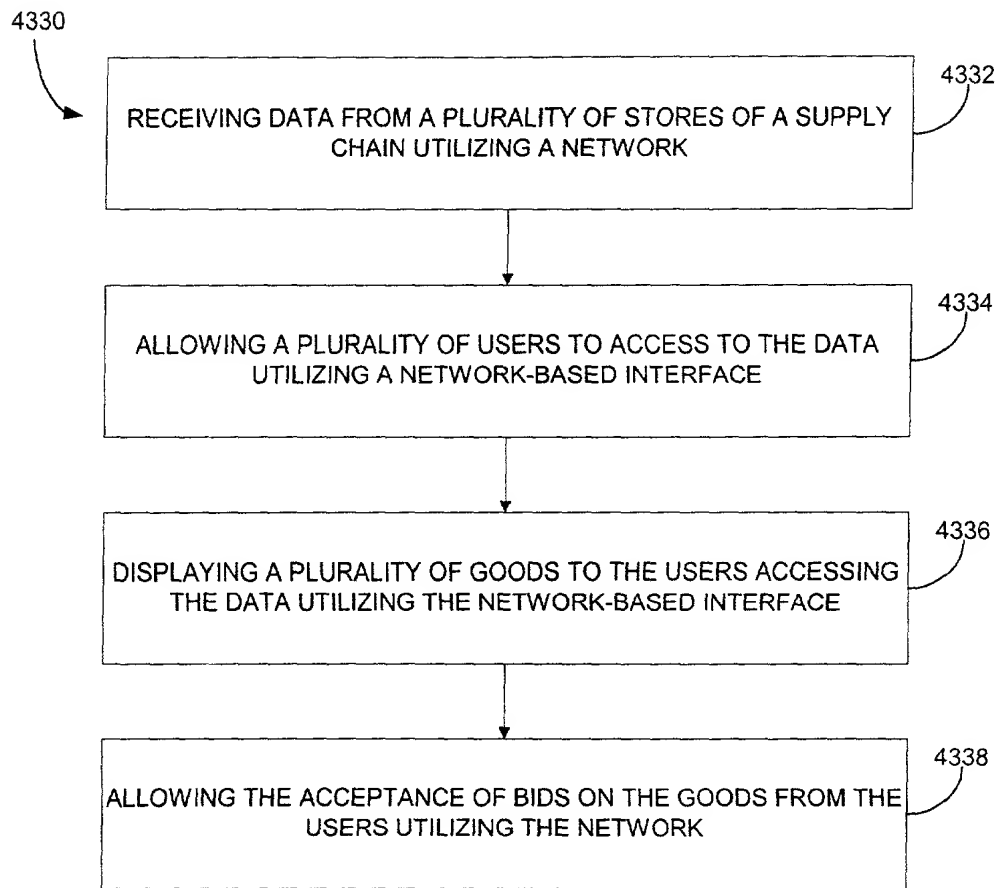 4330
4332
RECEIVING DATA FROM A PLURALITY OF STORES OF A SUPPLY
CHAIN UTILIZING A NETWORK
4334
ALLOWING A PLURALITY OF USERS TO ACCESS TO THE DATA
UTILIZING A NETWORK-BASED INTERFACE
4336
DISPLAYING A PLURALITY OF GOODS TO THE USERS ACCESSING
THE DATA UTILIZING THE NETWORK-BASED INTERFACE
4338
ALLOWING THE ACCEPTANCE OF BIDS ON THE GOODS FROM THE
USERS UTILIZING THE NETWORK